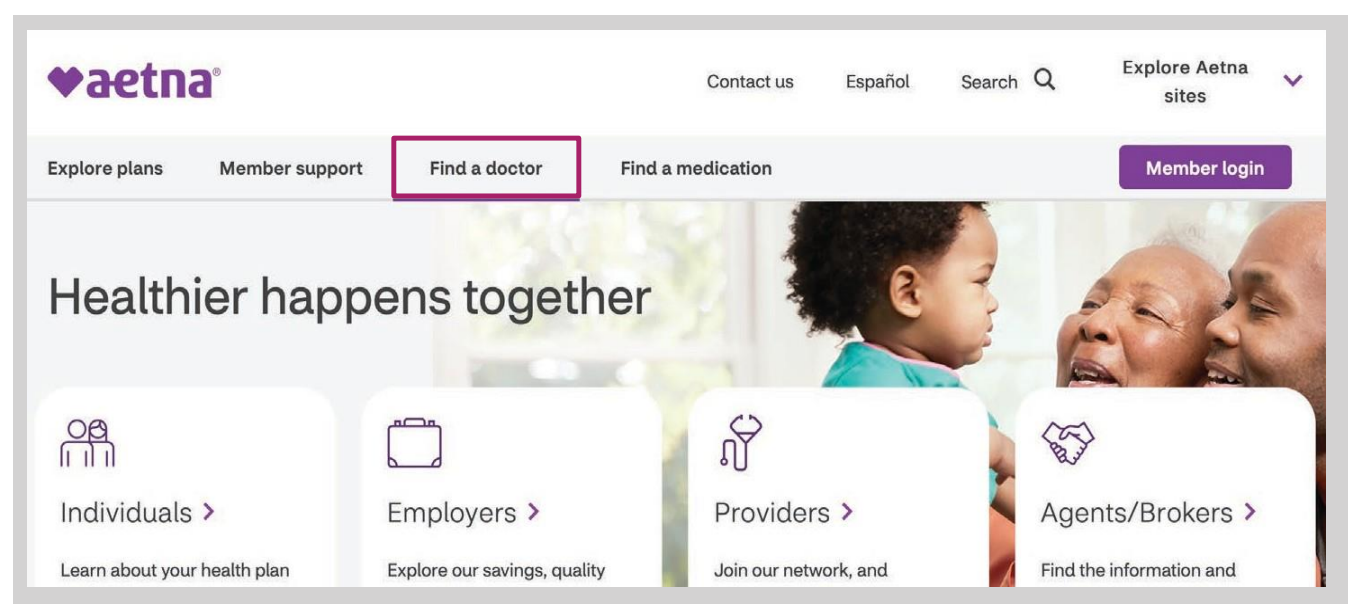 aetna®
Contact us
Español
Search
Explore Aetna
sites
Explore plans
Member support
Find a doctor
Find a medication
Member login
Healthier happens together
Individuals >
Learn about your health plan
Employers >
Explore our savings, quality
Providers >
Join our network, and
Agents/Brokers >
Find the information and